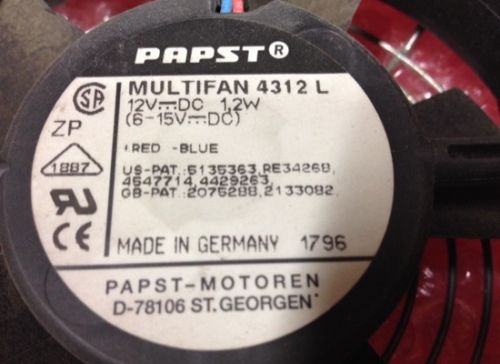 PAPST®
MULTIFAN 4312 L
12V⎓DC 1,2W
(6-15V⎓DC)
ZP
+RED -BLUE
1887
US-PAT.:5135363,RE34268,
4547714,4429263,
GB-PAT.:2075288,2133082,
CE
MADE IN GERMANY 1796
PAPST-MOTOREN
D-78106 ST.GEORGEN